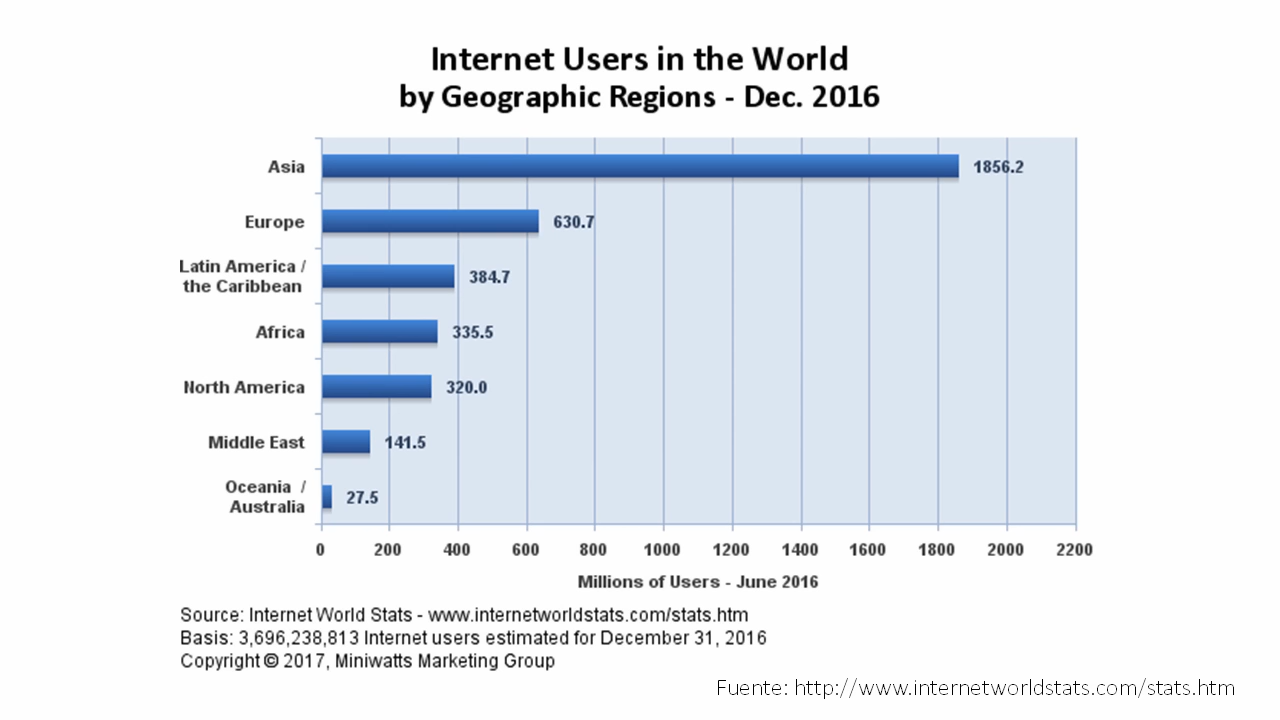 Internet Users in the World
by Geographic Regions - Dec. 2016
Asia
1856.2
Europe
630.7
Latin America /
the Caribbean
384.7
Africa
335.5
North America
320.0
Middle East
141.5
Oceania /
Australia
27.5
0 200 400 600 800 1000 1200 1400 1600 1800 2000 2200
Millions of Users - June 2016
Source: Internet World Stats - www.internetworldstats.com/stats.htm
Basis: 3,696,238,813 Internet users estimated for December 31, 2016
Copyright © 2017, Miniwatts Marketing Group
Fuente: http://www.internetworldstats.com/stats.htm